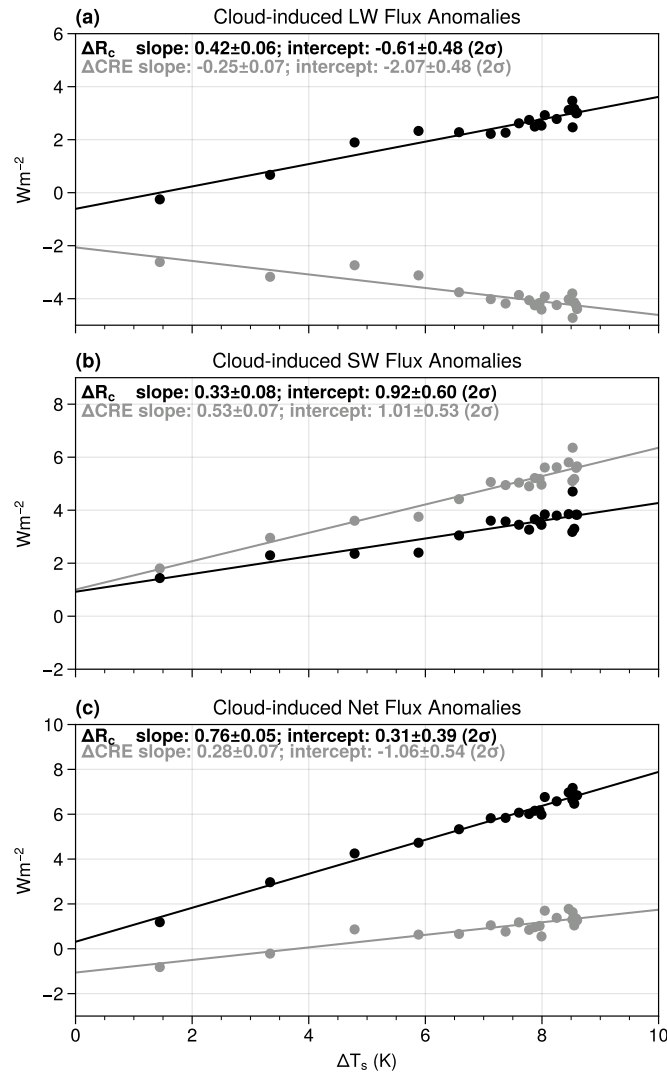 (a) Cloud-induced LW Flux Anomalies
6
ΔRc slope: 0.42±0.06; intercept: -0.61±0.48 (2σ)
ΔCRE slope: -0.25±0.07; intercept: -2.07±0.48 (2σ)
4
2
0
−2
−4
Wm−2
(b) Cloud-induced SW Flux Anomalies
ΔRc slope: 0.33±0.08; intercept: 0.92±0.60 (2σ)
ΔCRE slope: 0.53±0.07; intercept: 1.01±0.53 (2σ)
8
6
4
2
0
−2
Wm−2
(c) Cloud-induced Net Flux Anomalies
10
ΔRc slope: 0.76±0.05; intercept: 0.31±0.39 (2σ)
ΔCRE slope: 0.28±0.07; intercept: -1.06±0.54 (2σ)
8
6
4
2
0
−2
Wm−2
0 2 4 6 8 10
ΔTs (K)